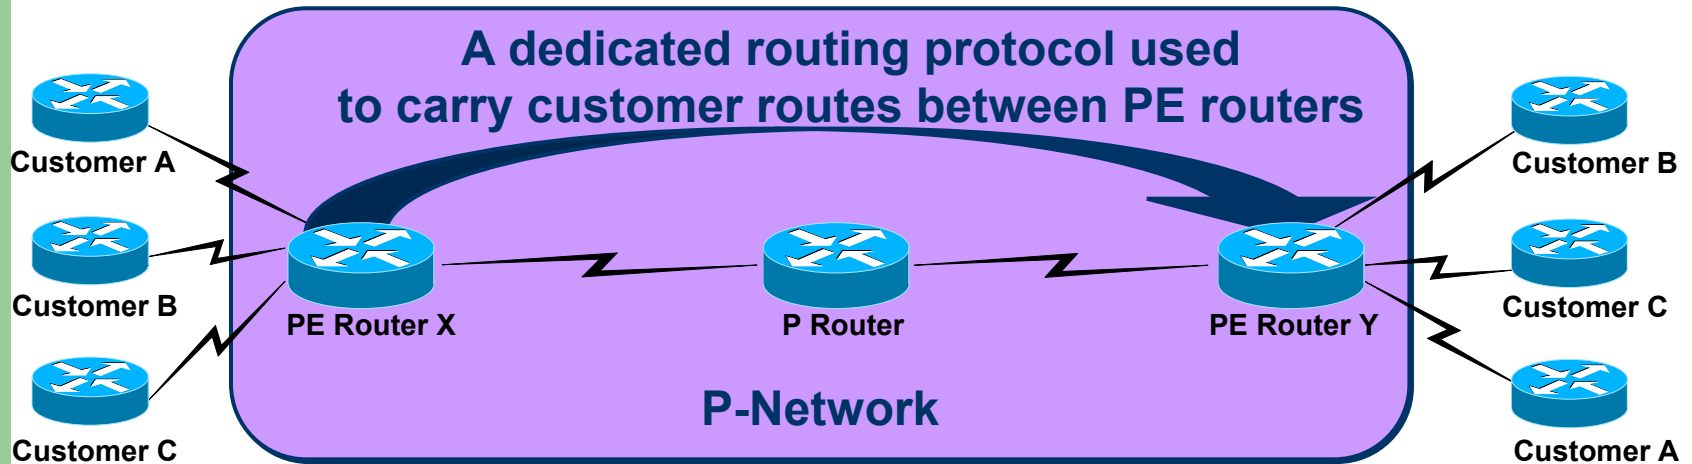 A dedicated routing protocol used
to carry customer routes between PE routers
Customer A
Customer B
Customer C
PE Router X
P Router
PE Router Y
P-Network
Customer B
Customer C
Customer A